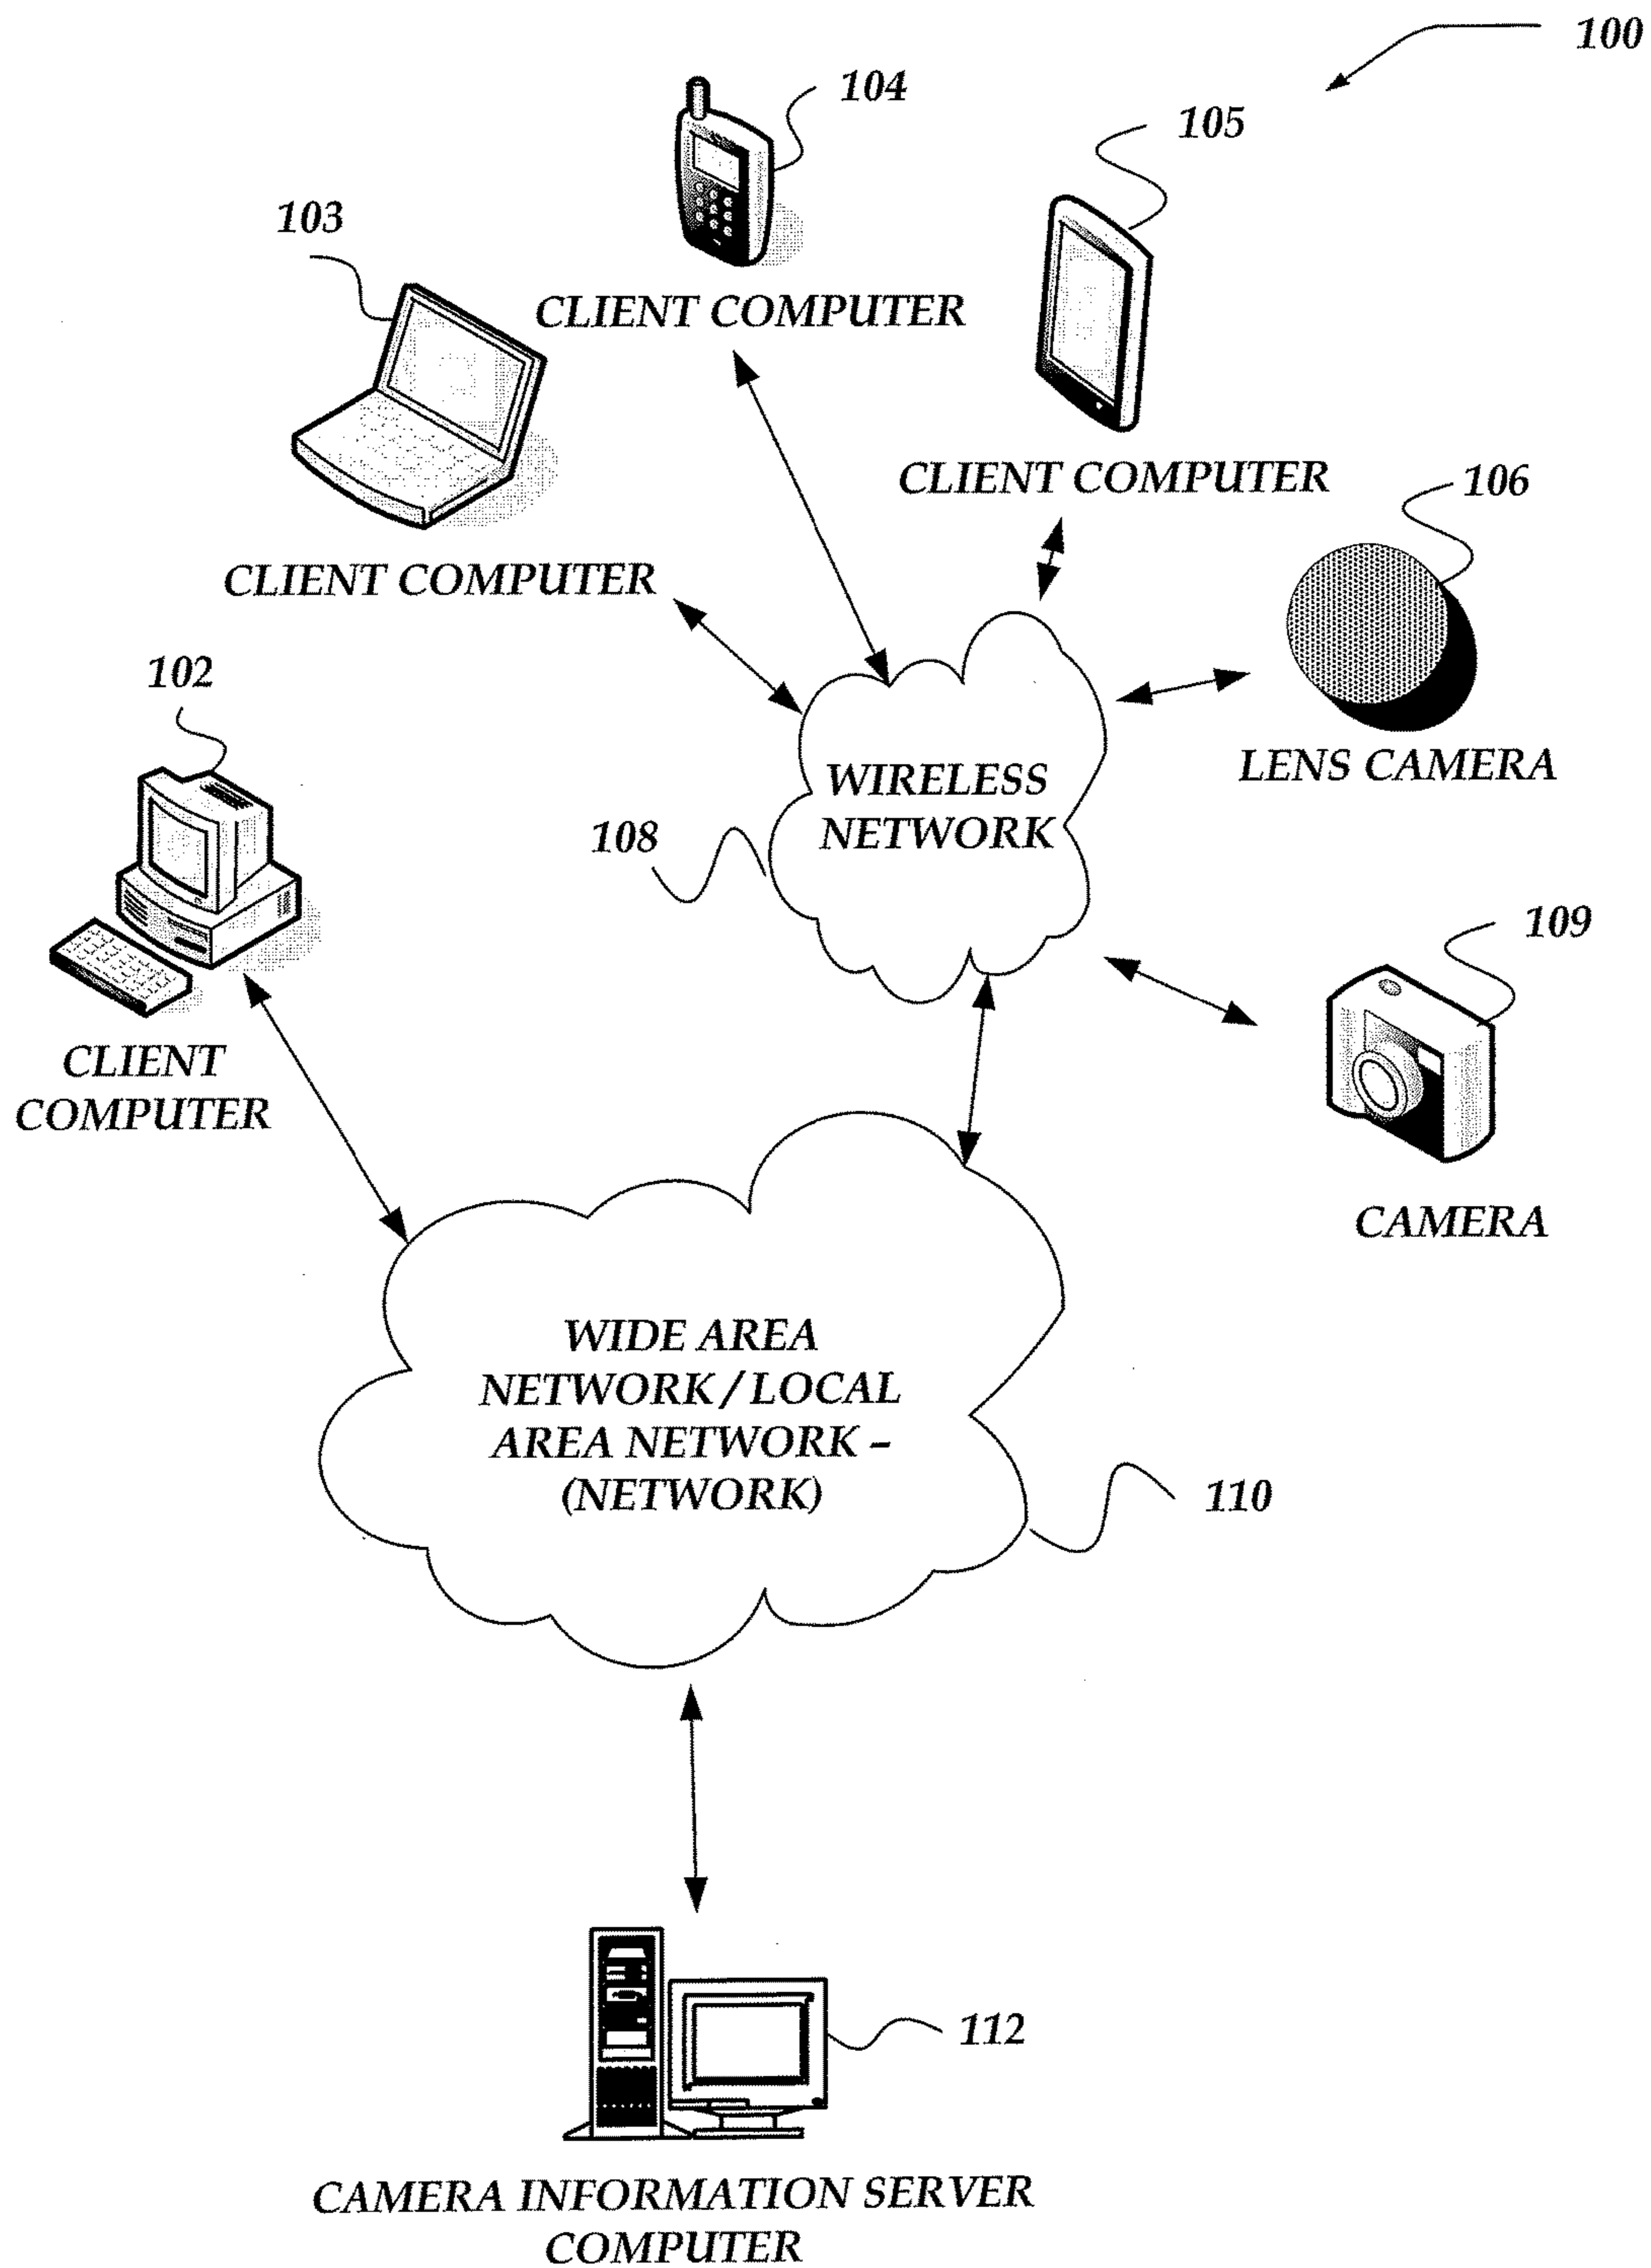 100
104
105
103
CLIENT COMPUTER
CLIENT COMPUTER
106
CLIENT COMPUTER
102
LENS CAMERA
WIRELESS
NETWORK
108
109
CLIENT
COMPUTER
CAMERA
WIDE AREA
NETWORK/LOCAL
AREA NETWORK –
(NETWORK)
110
112
CAMERA INFORMATION SERVER
COMPUTER